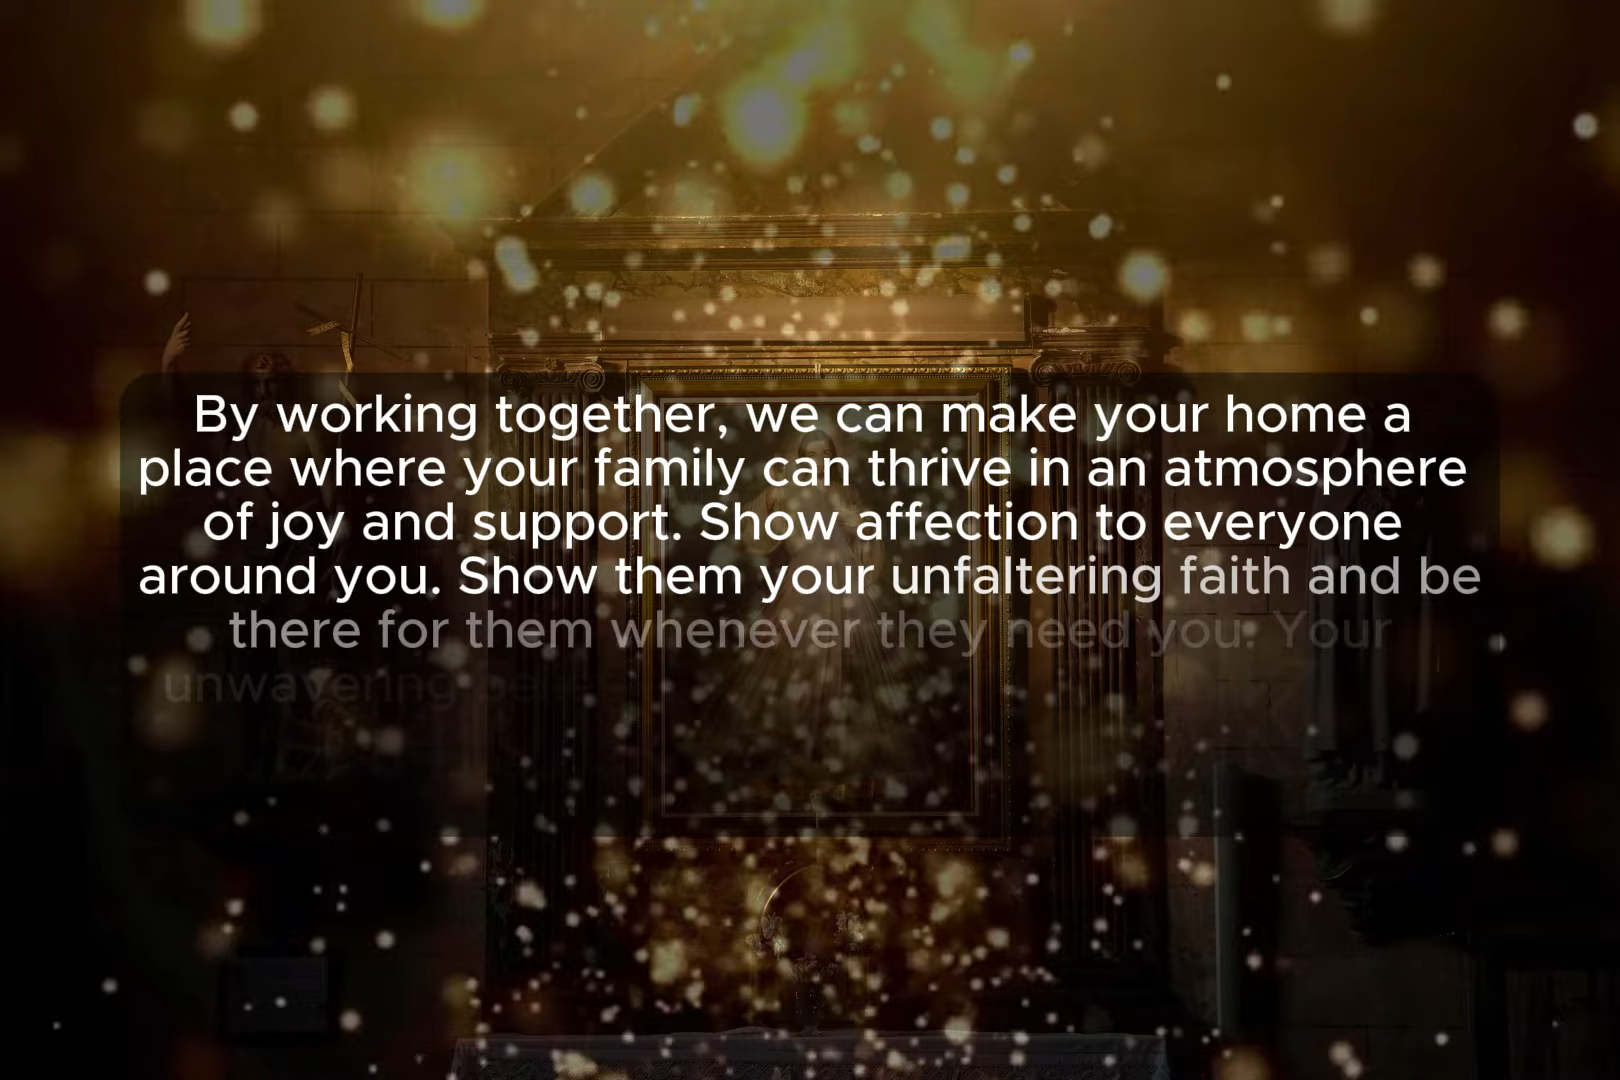 By working together, we can make your home a
place where your family can thrive in an atmosphere
of joy and support. Show affection to everyone
around you. Show them your unfaltering faith and be
there for them whenever they need you. Your
unwavering